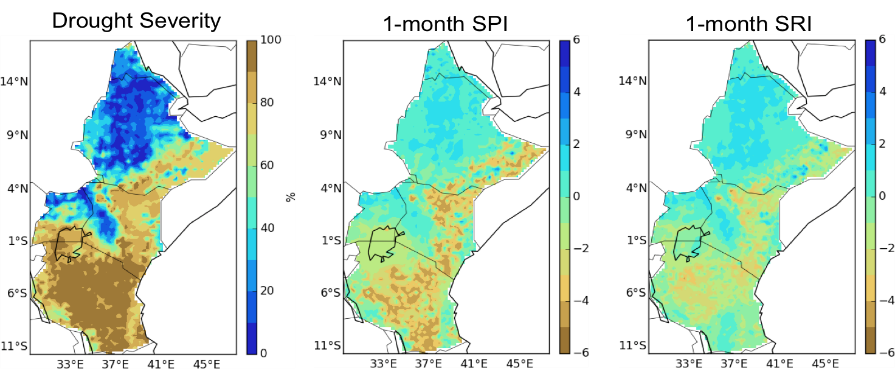 Drought Severity
1-month SPI
1-month SRI
14°N
9°N
4°N
1°S
6°S
11°S
33°E 37°E 41°E 45°E
100
80
60
40
20
0
%
14°N
9°N
4°N
1°S
6°S
11°S
33°E 37°E 41°E 45°E
6
4
2
0
−2
−4
−6
14°N
9°N
4°N
1°S
6°S
11°S
33°E 37°E 41°E 45°E
6
4
2
0
−2
−4
−6